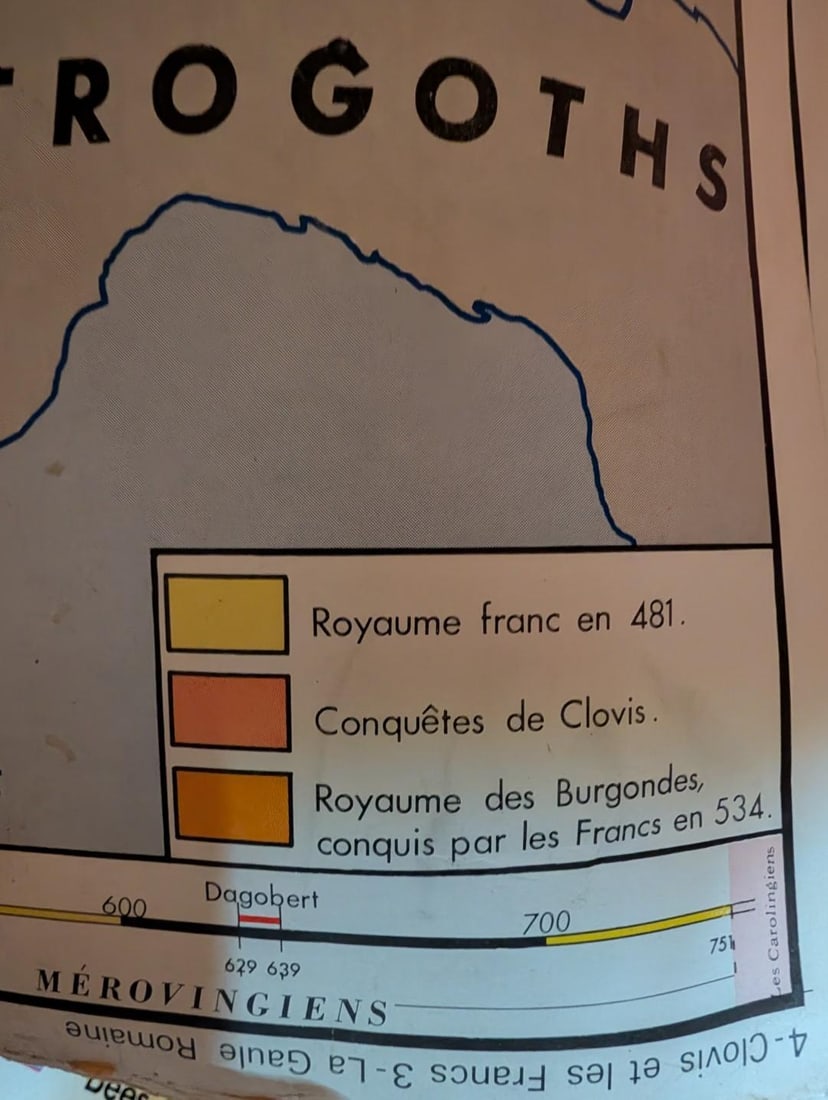 ROGOTHS
Royaume franc en 481.
Conquêtes de Clovis.
Royaume des Burgondes,
conquis par les Francs en 534.
600
Dagobert
700
629 639
751
MÉROVINGIENS
Les Carolingiens
4-Clovis et les Francs 3-La Gaule Romaine